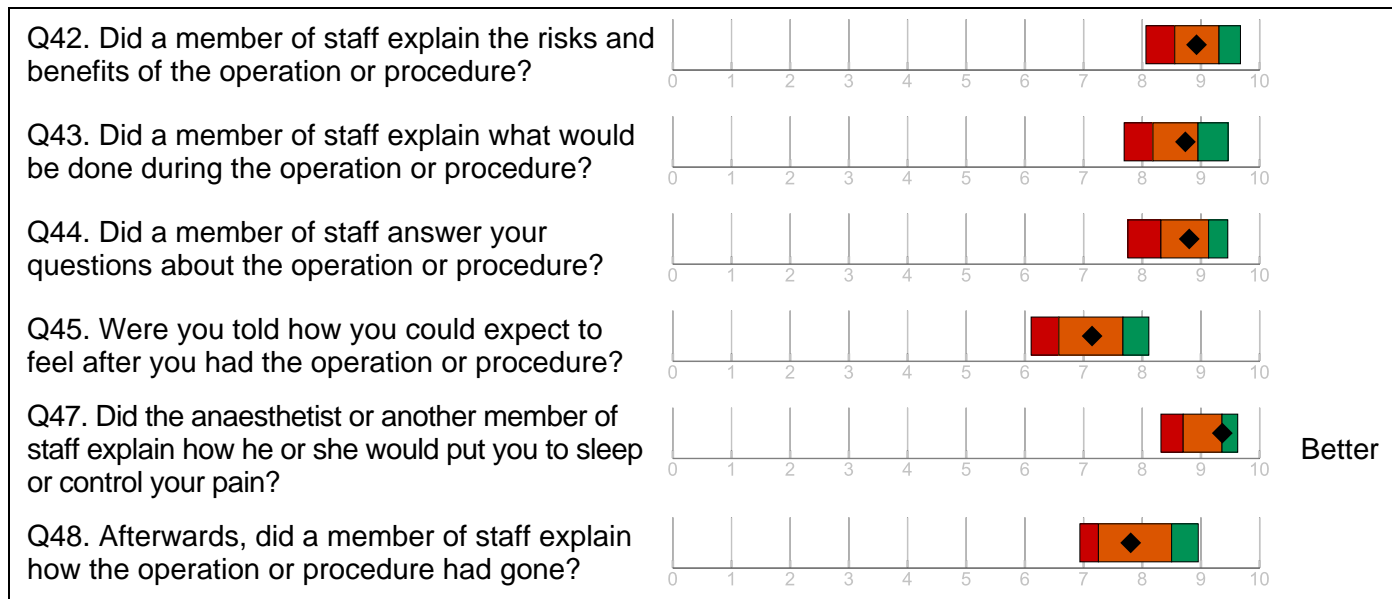 Q42. Did a member of staff explain the risks and
benefits of the operation or procedure?
0 1 2 3 4 5 6 7 8 9 10
Q43. Did a member of staff explain what would
be done during the operation or procedure?
0 1 2 3 4 5 6 7 8 9 10
Q44. Did a member of staff answer your
questions about the operation or procedure?
0 1 2 3 4 5 6 7 8 9 10
Q45. Were you told how you could expect to
feel after you had the operation or procedure?
0 1 2 3 4 5 6 7 8 9 10
Q47. Did the anaesthetist or another member of
staff explain how he or she would put you to sleep
or control your pain?
0 1 2 3 4 5 6 7 8 9 10
Better
Q48. Afterwards, did a member of staff explain
how the operation or procedure had gone?
0 1 2 3 4 5 6 7 8 9 10